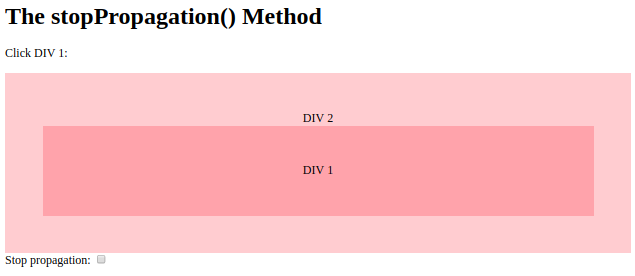 The stopPropagation() Method
Click DIV 1:
DIV 2
DIV 1
Stop propagation: